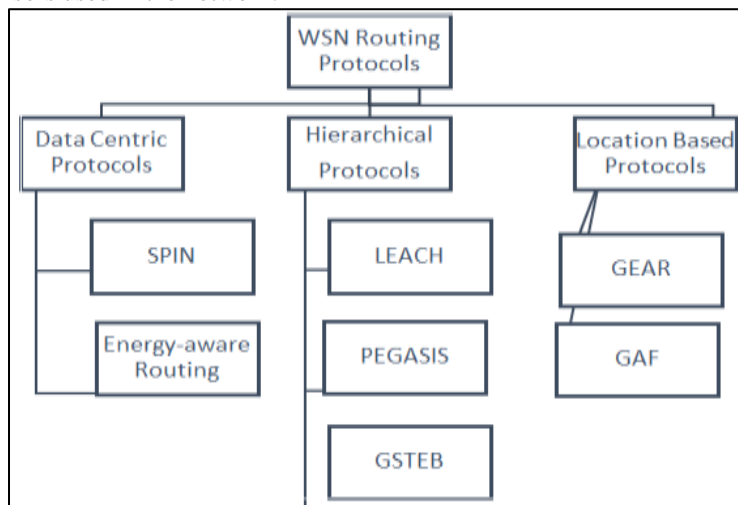 WSN Routing
Protocols
Data Centric
Protocols
Hierarchical
Protocols
Location Based
Protocols
SPIN
LEACH
GEAR
Energy-aware
Routing
PEGASIS
GAF
GSTEB